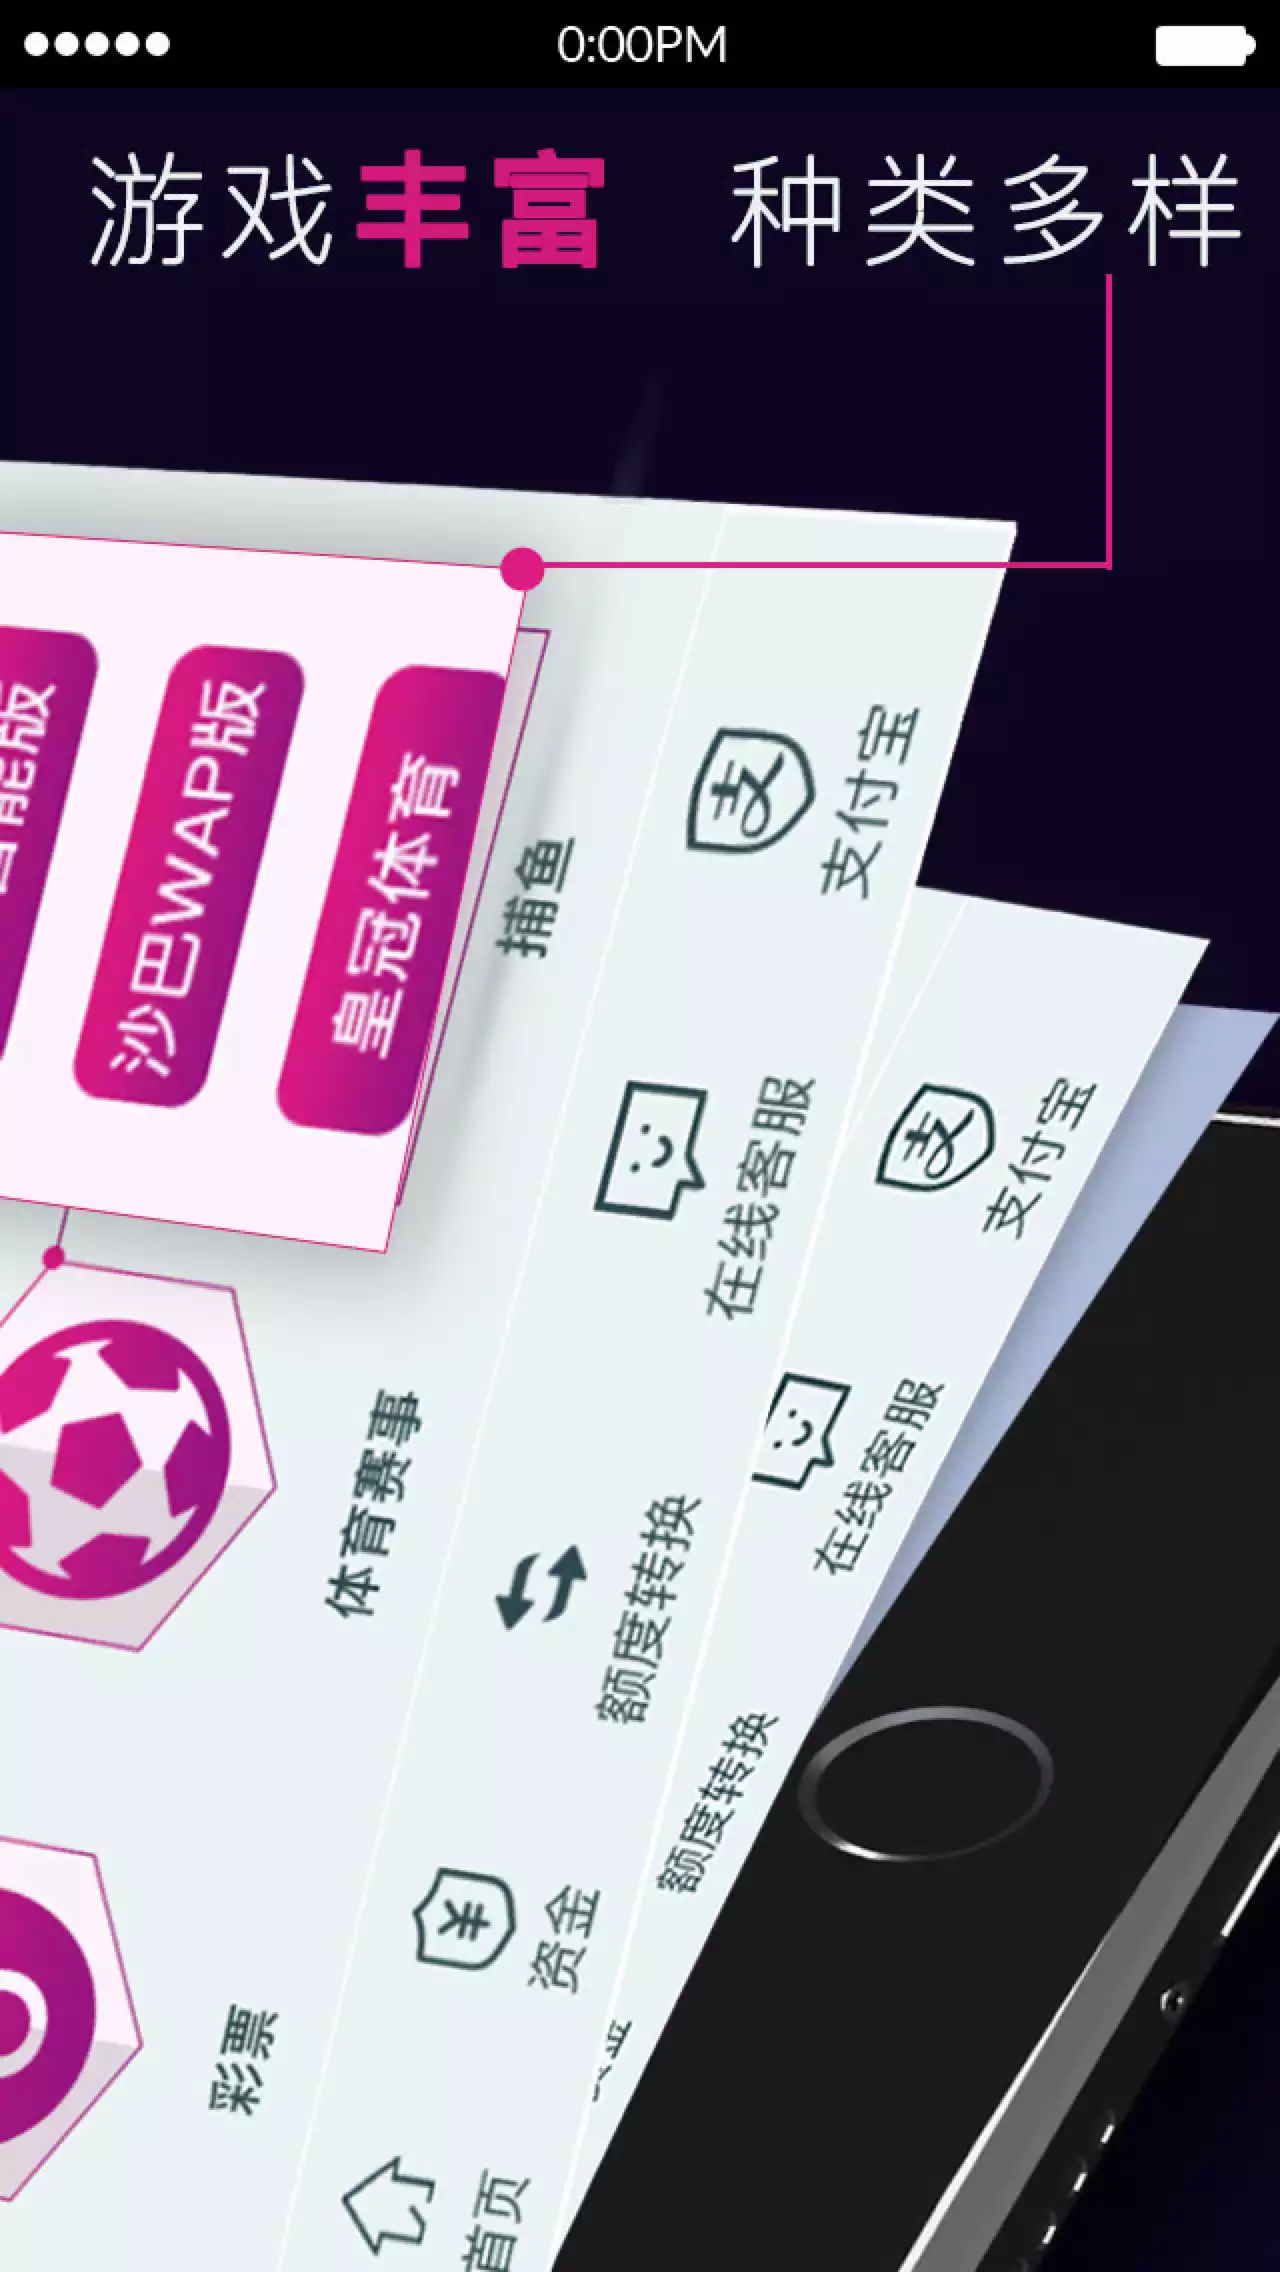 0:00PM
游戏丰富 种类多样
沙巴WAP版
皇冠体育
捕鱼
体育赛事
彩票
支付宝
在线客服
额度转换
资金
首页
支付宝
在线客服
额度转换